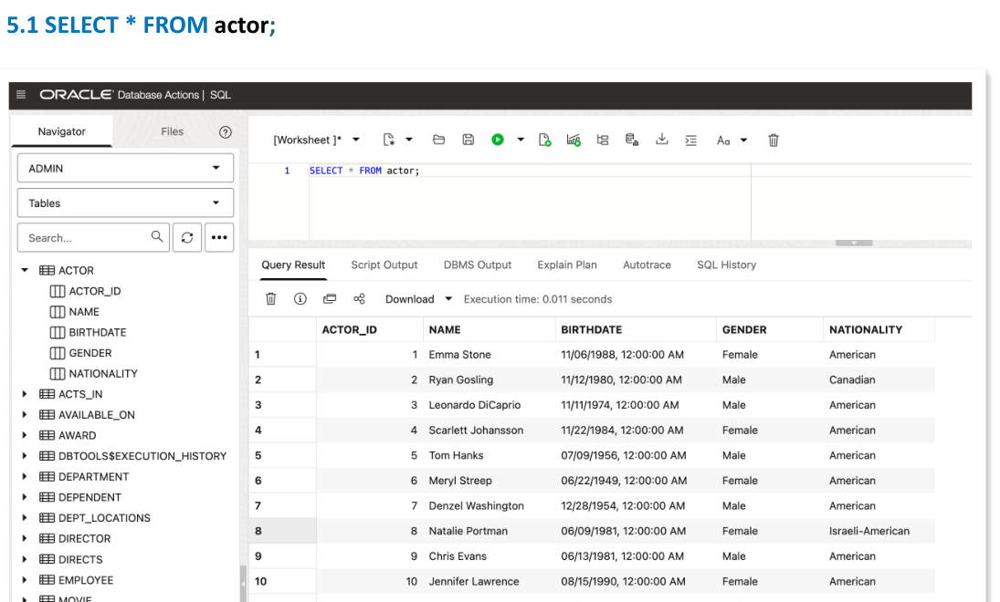 5.1 SELECT * FROM actor;
ORACLE Database Actions | SQL
Navigator Files ?
[Worksheet ]* Aa
ADMIN
1 SELECT * FROM actor;
Tables
Search...
Query Result Script Output DBMS Output Explain Plan Autotrace SQL History
Download Execution time: 0.011 seconds
ACTOR
ACTOR_ID
NAME
BIRTHDATE
GENDER
NATIONALITY
ACTS_IN
AVAILABLE_ON
AWARD
DBTOOLS$EXECUTION_HISTORY
DEPARTMENT
DEPENDENT
DEPT_LOCATIONS
DIRECTOR
DIRECTS
EMPLOYEE
MOVIE
ACTOR_ID NAME BIRTHDATE GENDER NATIONALITY
1 1 Emma Stone 11/06/1988, 12:00:00 AM Female American
2 2 Ryan Gosling 11/12/1980, 12:00:00 AM Male Canadian
3 3 Leonardo DiCaprio 11/11/1974, 12:00:00 AM Male American
4 4 Scarlett Johansson 11/22/1984, 12:00:00 AM Female American
5 5 Tom Hanks 07/09/1956, 12:00:00 AM Male American
6 6 Meryl Streep 06/22/1949, 12:00:00 AM Female American
7 7 Denzel Washington 12/28/1954, 12:00:00 AM Male American
8 8 Natalie Portman 06/09/1981, 12:00:00 AM Female Israeli-American
9 9 Chris Evans 06/13/1981, 12:00:00 AM Male American
10 10 Jennifer Lawrence 08/15/1990, 12:00:00 AM Female American